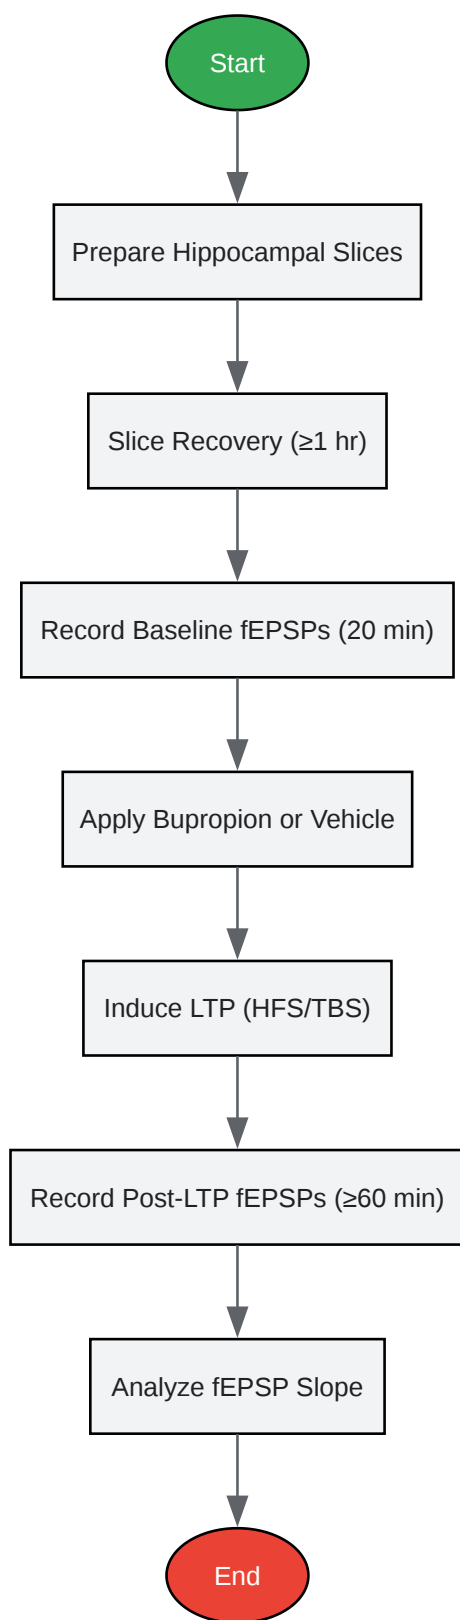 Start
Prepare Hippocampal Slices
Slice Recovery (≥1 hr)
Record Baseline fEPSPs (20 min)
Apply Bupropion or Vehicle
Induce LTP (HFS/TBS)
Record Post-LTP fEPSPs (≥60 min)
Analyze fEPSP Slope
End